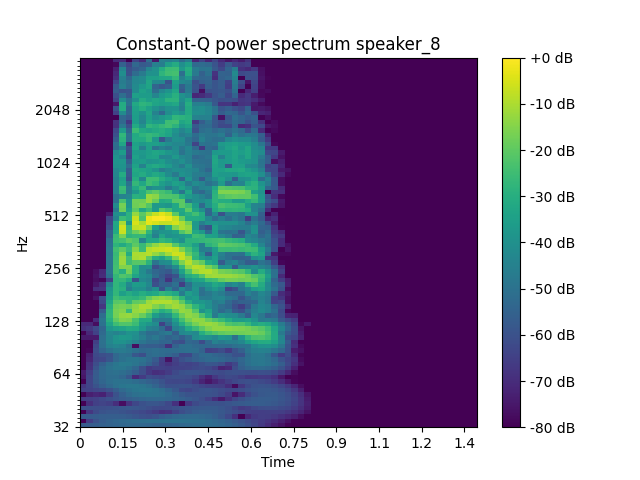 Constant-Q power spectrum speaker_8
+0 dB
-10 dB
-20 dB
-30 dB
-40 dB
-50 dB
-60 dB
-70 dB
-80 dB
2048
1024
512
256
128
64
32
Hz
0 0.15 0.3 0.45 0.6 0.75 0.9 1.1 1.2 1.4
Time